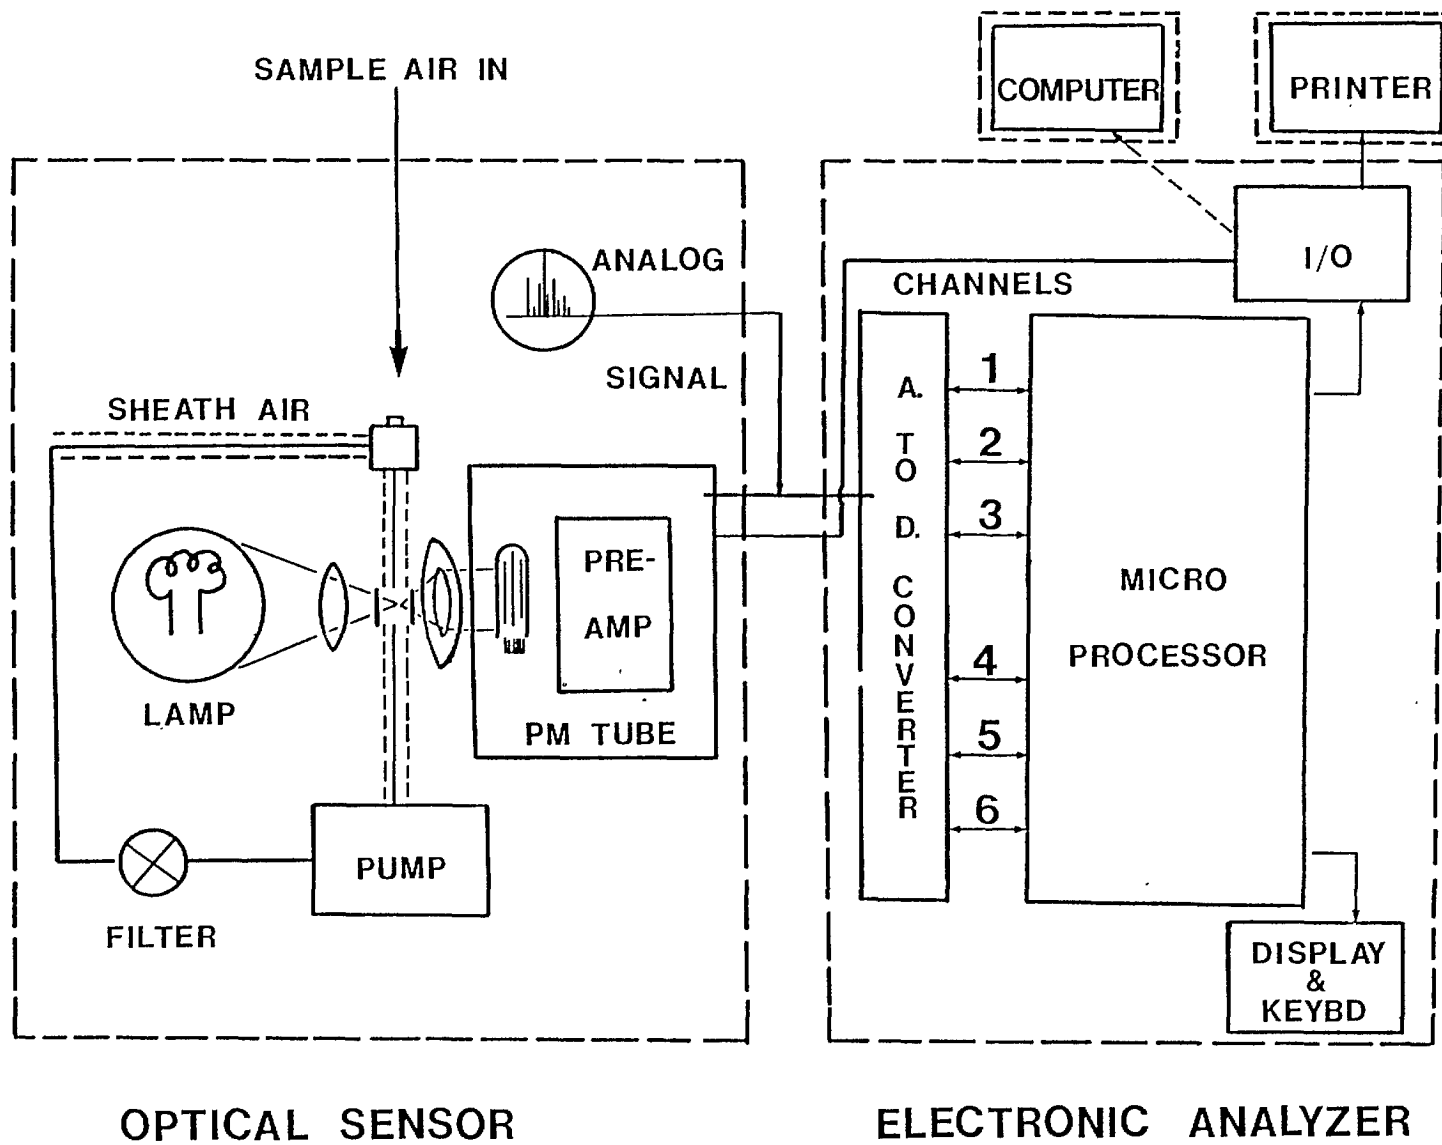 SAMPLE AIR IN
COMPUTER
PRINTER
ANALOG
SIGNAL
I/O
CHANNELS
SHEATH AIR
LAMP
PRE-
AMP
PM TUBE
PUMP
FILTER
A. TO D. CONVERTER
1
2
3
4
5
6
MICRO
PROCESSOR
DISPLAY
&
KEYBD
OPTICAL SENSOR
ELECTRONIC ANALYZER